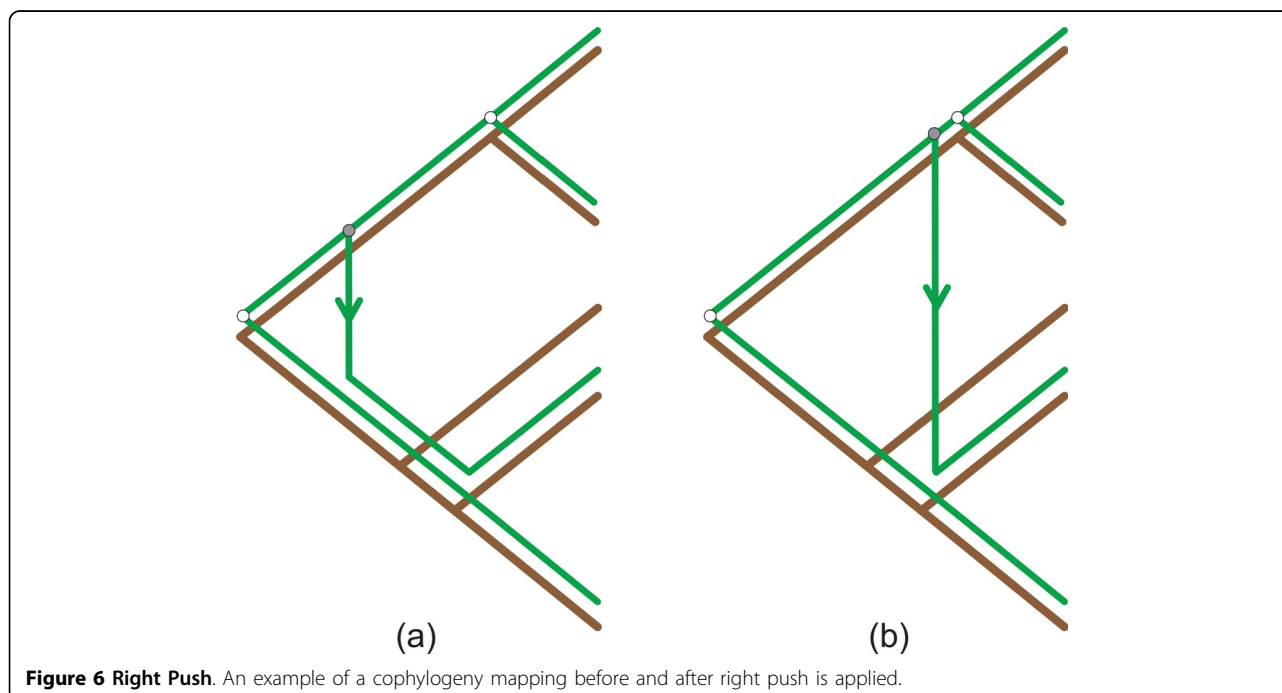 (a)
(b)
Figure 6 Right Push. An example of a cophylogeny mapping before and after right push is applied.